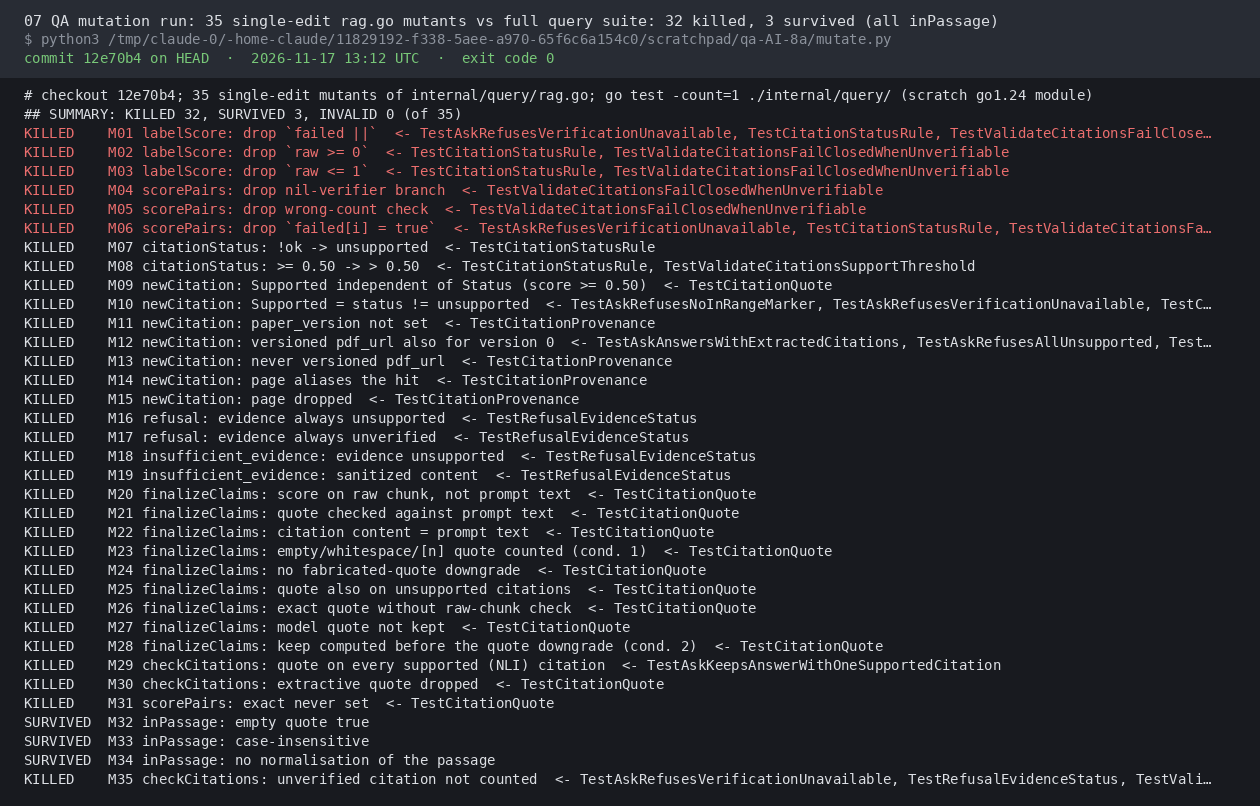 07 QA mutation run: 35 single-edit rag.go mutants vs full query suite: 32 killed, 3 survived (all inPassage)
$ python3 /tmp/claude-0/-home-claude/11829192-f338-5aee-a970-65f6c6a154c0/scratchpad/qa-AI-8a/mutate.py
commit 12e70b4 on HEAD · 2026-11-17 13:12 UTC · exit code 0
# checkout 12e70b4; 35 single-edit mutants of internal/query/rag.go; go test -count=1 ./internal/query/ (scratch go1.24 module)
## SUMMARY: KILLED 32, SURVIVED 3, INVALID 0 (of 35)
KILLED    M01 labelScore: drop `failed ||`  <- TestAskRefusesVerificationUnavailable, TestCitationStatusRule, TestValidateCitationsFailClose…
KILLED    M02 labelScore: drop `raw >= 0`  <- TestCitationStatusRule, TestValidateCitationsFailClosedWhenUnverifiable
KILLED    M03 labelScore: drop `raw <= 1`  <- TestCitationStatusRule, TestValidateCitationsFailClosedWhenUnverifiable
KILLED    M04 scorePairs: drop nil-verifier branch  <- TestValidateCitationsFailClosedWhenUnverifiable
KILLED    M05 scorePairs: drop wrong-count check  <- TestValidateCitationsFailClosedWhenUnverifiable
KILLED    M06 scorePairs: drop `failed[i] = true`  <- TestAskRefusesVerificationUnavailable, TestCitationStatusRule, TestValidateCitationsFa…
KILLED    M07 citationStatus: !ok -> unsupported  <- TestCitationStatusRule
KILLED    M08 citationStatus: >= 0.50 -> > 0.50  <- TestCitationStatusRule, TestValidateCitationsSupportThreshold
KILLED    M09 newCitation: Supported independent of Status (score >= 0.50)  <- TestCitationQuote
KILLED    M10 newCitation: Supported = status != unsupported  <- TestAskRefusesNoInRangeMarker, TestAskRefusesVerificationUnavailable, TestC…
KILLED    M11 newCitation: paper_version not set  <- TestCitationProvenance
KILLED    M12 newCitation: versioned pdf_url also for version 0  <- TestAskAnswersWithExtractedCitations, TestAskRefusesAllUnsupported, Test…
KILLED    M13 newCitation: never versioned pdf_url  <- TestCitationProvenance
KILLED    M14 newCitation: page aliases the hit  <- TestCitationProvenance
KILLED    M15 newCitation: page dropped  <- TestCitationProvenance
KILLED    M16 refusal: evidence always unsupported  <- TestRefusalEvidenceStatus
KILLED    M17 refusal: evidence always unverified  <- TestRefusalEvidenceStatus
KILLED    M18 insufficient_evidence: evidence unsupported  <- TestRefusalEvidenceStatus
KILLED    M19 insufficient_evidence: sanitized content  <- TestRefusalEvidenceStatus
KILLED    M20 finalizeClaims: score on raw chunk, not prompt text  <- TestCitationQuote
KILLED    M21 finalizeClaims: quote checked against prompt text  <- TestCitationQuote
KILLED    M22 finalizeClaims: citation content = prompt text  <- TestCitationQuote
KILLED    M23 finalizeClaims: empty/whitespace/[n] quote counted (cond. 1)  <- TestCitationQuote
KILLED    M24 finalizeClaims: no fabricated-quote downgrade  <- TestCitationQuote
KILLED    M25 finalizeClaims: quote also on unsupported citations  <- TestCitationQuote
KILLED    M26 finalizeClaims: exact quote without raw-chunk check  <- TestCitationQuote
KILLED    M27 finalizeClaims: model quote not kept  <- TestCitationQuote
KILLED    M28 finalizeClaims: keep computed before the quote downgrade (cond. 2)  <- TestCitationQuote
KILLED    M29 checkCitations: quote on every supported (NLI) citation  <- TestAskKeepsAnswerWithOneSupportedCitation
KILLED    M30 checkCitations: extractive quote dropped  <- TestCitationQuote
KILLED    M31 scorePairs: exact never set  <- TestCitationQuote
SURVIVED  M32 inPassage: empty quote true
SURVIVED  M33 inPassage: case-insensitive
SURVIVED  M34 inPassage: no normalisation of the passage
KILLED    M35 checkCitations: unverified citation not counted  <- TestAskRefusesVerificationUnavailable, TestRefusalEvidenceStatus, TestVali…